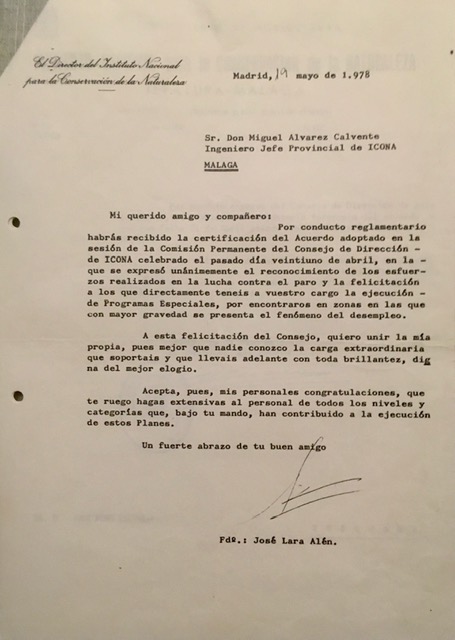 El Director del Instituto Nacional
para la Conservación de la Naturaleza
Madrid, 19 mayo de 1.978
Sr. Don Miguel Alvarez Calvente
Ingeniero Jefe Provincial de ICONA
MALAGA
Mi querido amigo y compañero:
Por conducto reglamentario
habrás recibido la certificación del Acuerdo adoptado en la
sesión de la Comisión Permanente del Consejo de Dirección -
de ICONA celebrado el pasado día veintiuno de abril, en la -
que se expresó unánimemente el reconocimiento de los esfuer-
zos realizados en la lucha contra el paro y la felicitación
a los que directamente teneis a vuestro cargo la ejecución -
de Programas Especiales, por encontraros en zonas en las que
con mayor gravedad se presenta el fenómeno del desempleo.
A esta felicitación del Consejo, quiero unir la mía
propia, pues mejor que nadie conozco la carga extraordinaria
que soportais y que llevais adelante con toda brillantez, dig
na del mejor elogio.
Acepta, pues, mis personales congratulaciones, que
te ruego hagas extensivas al personal de todos los niveles y
categorías que, bajo tu mando, han contribuido a la ejecución
de estos Planes.
Un fuerte abrazo de tu buen amigo
Fdº.: José Lara Alén.